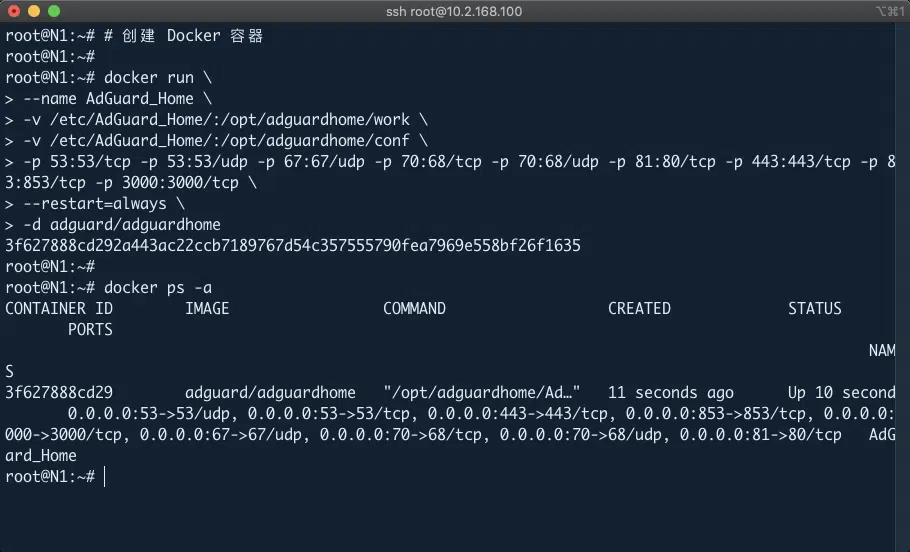 ssh root@10.2.168.100
⌥⌘1
root@N1:~# # 创建 Docker 容器
root@N1:~#
root@N1:~# docker run \
> --name AdGuard_Home \
> -v /etc/AdGuard_Home/:/opt/adguardhome/work \
> -v /etc/AdGuard_Home/:/opt/adguardhome/conf \
> -p 53:53/tcp -p 53:53/udp -p 67:67/udp -p 70:68/tcp -p 70:68/udp -p 81:80/tcp -p 443:443/tcp -p 8
3:853/tcp -p 3000:3000/tcp \
> --restart=always \
> -d adguard/adguardhome
3f627888cd292a443ac22ccb7189767d54c357555790fea7969e558bf26f1635
root@N1:~#
root@N1:~# docker ps -a
CONTAINER ID        IMAGE                 COMMAND                  CREATED             STATUS
       PORTS
NAM
S
3f627888cd29        adguard/adguardhome   "/opt/adguardhome/Ad…"   11 seconds ago      Up 10 second
       0.0.0.0:53->53/udp, 0.0.0.0:53->53/tcp, 0.0.0.0:443->443/tcp, 0.0.0.0:853->853/tcp, 0.0.0.0:
000->3000/tcp, 0.0.0.0:67->67/udp, 0.0.0.0:70->68/tcp, 0.0.0.0:70->68/udp, 0.0.0.0:81->80/tcp   AdG
ard_Home
root@N1:~#